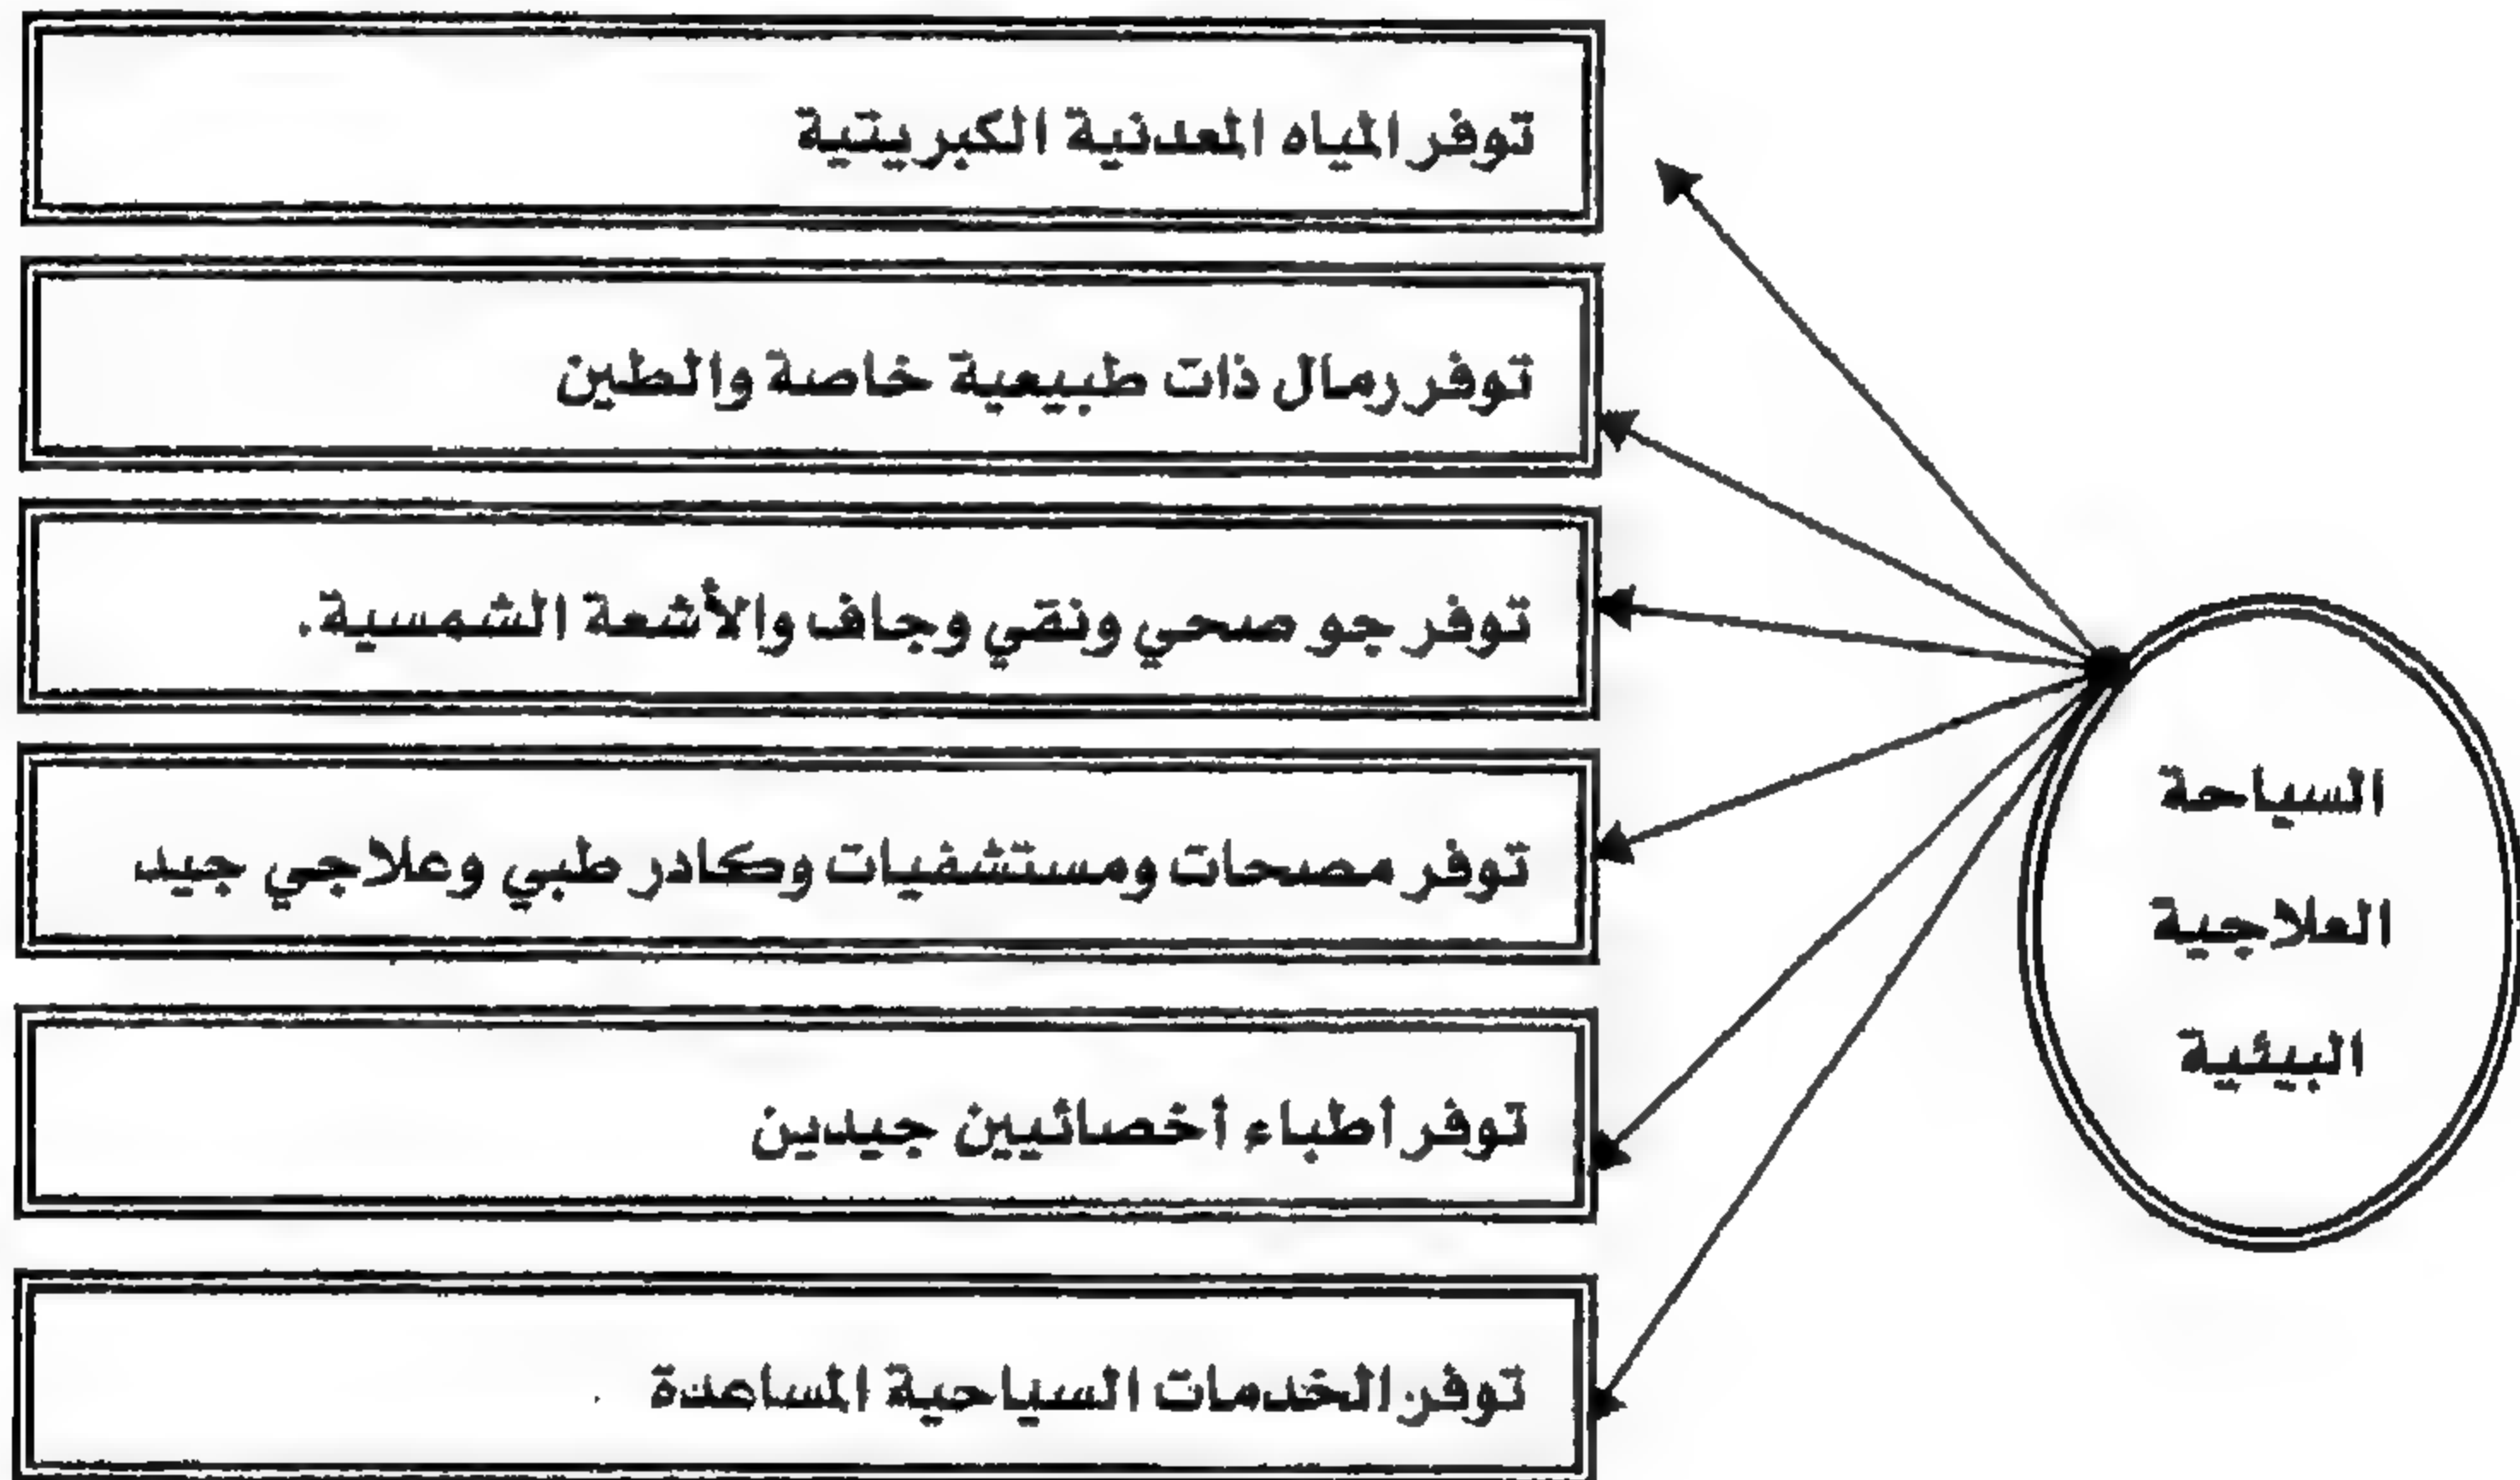 توفر المياه المعدنية الكبريتية
توفر رمال ذات طبيعية خاصة والطين
توفر جو صحي ونقي وجاف والأشعة الشمسية.
توفر مصحات ومستشفيات وكادر طبي وعلاجي جيد
توفر اطباء أخصائيين جيدين
توفر الخدمات السياحية المساعدة
السياحة
العلاجية
البيئية